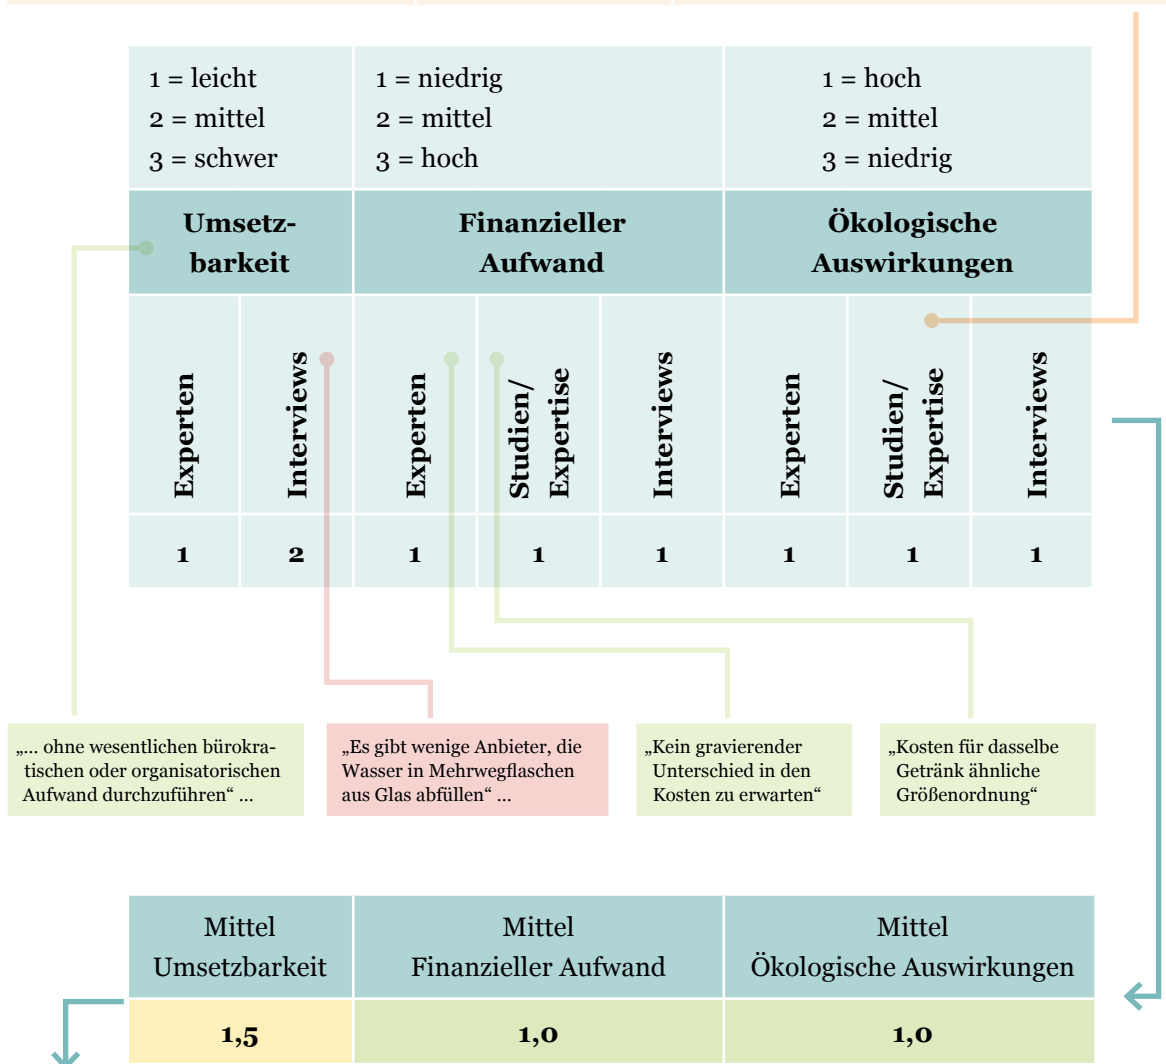 1 = leicht
2 = mittel
3 = schwer
1 = niedrig
2 = mittel
3 = hoch
1 = hoch
2 = mittel
3 = niedrig
Umsetz-
barkeit
Finanzieller
Aufwand
Ökologische
Auswirkungen
Experten
Interviews
Experten
Studien/
Expertise
Interviews
Experten
Studien/
Expertise
Interviews
1 2 1 1 1 1 1 1
„... ohne wesentlichen bürokra-
tischen oder organisatorischen
Aufwand durchzuführen“ ...
„Es gibt wenige Anbieter, die
Wasser in Mehrwegflaschen
aus Glas abfüllen“ ...
„Kein gravierender
Unterschied in den
Kosten zu erwarten“
„Kosten für dasselbe
Getränk ähnliche
Größenordnung“
Mittel
Umsetzbarkeit
Mittel
Finanzieller Aufwand
Mittel
Ökologische Auswirkungen
1,5 1,0 1,0